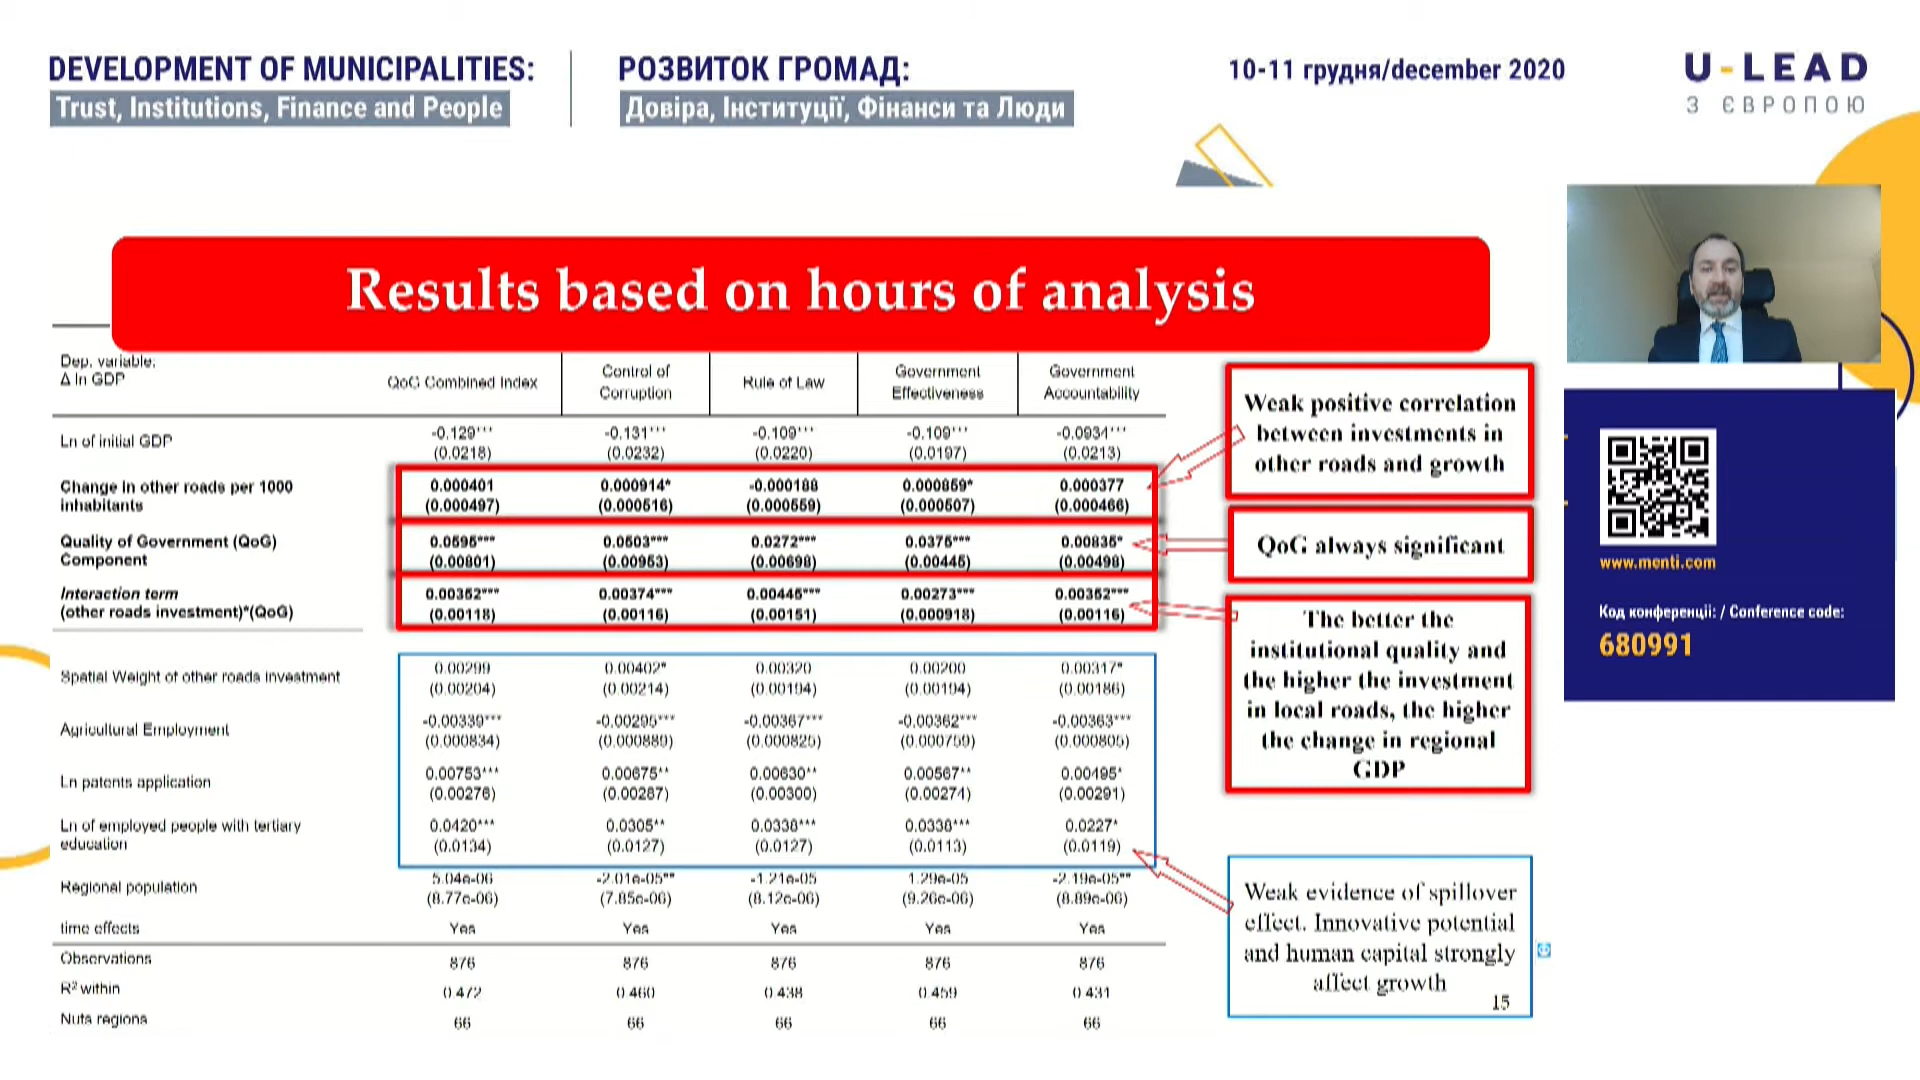 DEVELOPMENT OF MUNICIPALITIES:
Trust, Institutions, Finance and People
РОЗВИТОК ГРОМАД:
Довіра, Інституції, Фінанси та Люди
10-11 грудня/december 2020
U-LEAD
З ЄВРОПОЮ
Results based on hours of analysis
Dep. variable:
Δ ln GDP
QoG Combined Index
Control of
Corruption
Rule of Law
Government
Effectiveness
Government
Accountability
Ln of initial GDP
-0.129*** -0.131*** -0.109*** -0.109*** -0.0934***
(0.0218) (0.0232) (0.0220) (0.0197) (0.0213)
Change in other roads per 1000
inhabitants
0.000401 0.000914* -0.000188 0.000859* 0.000377
(0.000497) (0.000516) (0.000559) (0.000507) (0.000466)
Quality of Government (QoG)
Component
0.0595*** 0.0503*** 0.0272*** 0.0375*** 0.00835*
(0.00801) (0.00953) (0.00698) (0.00445) (0.00498)
Interaction term
(other roads investment)*(QoG)
0.00352*** 0.00374*** 0.00445*** 0.00273*** 0.00352***
(0.00118) (0.00116) (0.00151) (0.000918) (0.00116)
Spatial Weight of other roads investment
0.00299 0.00402* 0.00320 0.00200 0.00317*
(0.00204) (0.00214) (0.00194) (0.00194) (0.00186)
Agricultural Employment
-0.00339*** -0.00295*** -0.00367*** -0.00362*** -0.00363***
(0.000834) (0.000889) (0.000825) (0.000759) (0.000805)
Ln patents application
0.00753*** 0.00675** 0.00630** 0.00567** 0.00495*
(0.00276) (0.00287) (0.00300) (0.00274) (0.00291)
Ln of employed people with tertiary
education
0.0420*** 0.0305** 0.0338*** 0.0338*** 0.0227*
(0.0134) (0.0127) (0.0127) (0.0113) (0.0119)
Regional population
5.04e-06 -2.01e-05** -1.21e-05 1.29e-05 -2.19e-05**
(8.77e-06) (7.85e-06) (8.12e-06) (9.26e-06) (8.89e-06)
time effects
Yes Yes Yes Yes Yes
Observations
876 876 876 876 876
R² within
0.472 0.460 0.438 0.459 0.431
Nuts regions
66 66 66 66 66
Weak positive correlation
between investments in
other roads and growth
QoG always significant
The better the
institutional quality and
the higher the investment
in local roads, the higher
the change in regional
GDP
Weak evidence of spillover
effect. Innovative potential
and human capital strongly
affect growth
15
www.menti.com
Код конференції: / Conference code:
680991